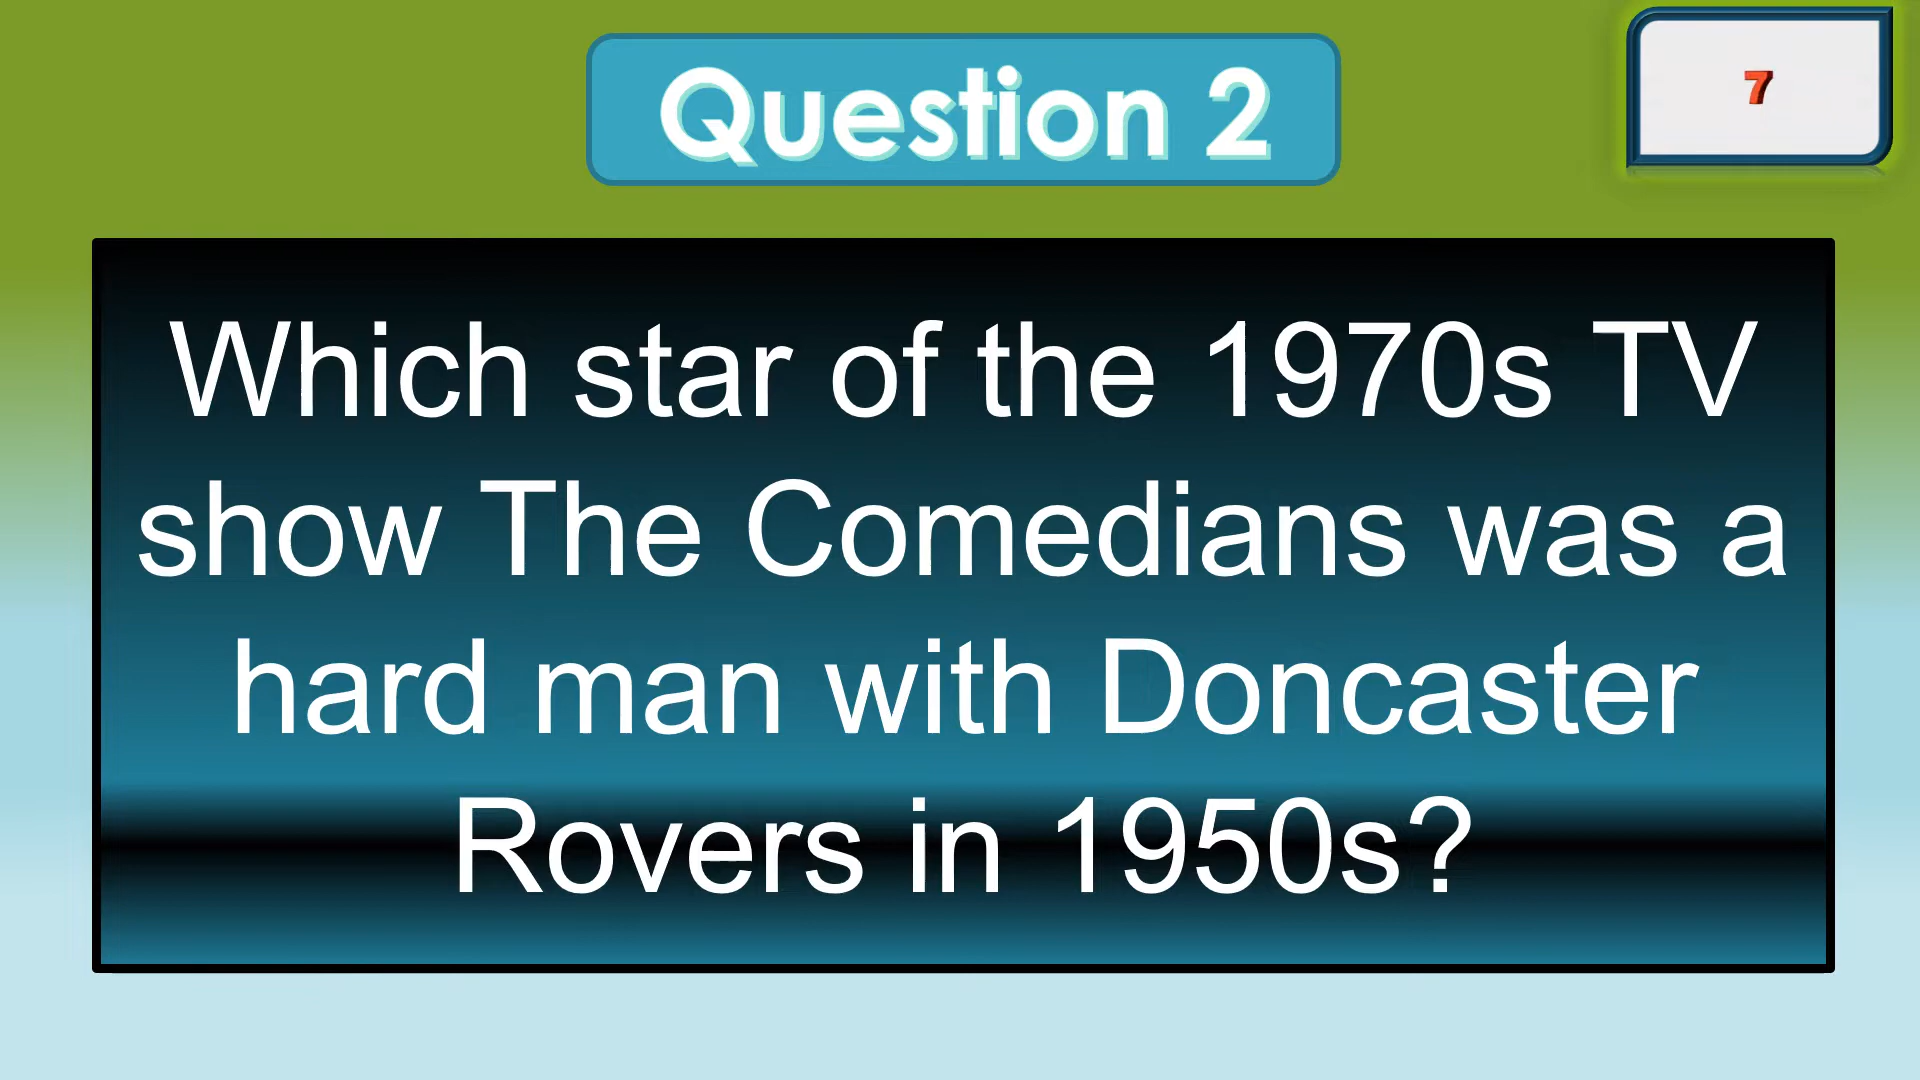 Question 2
7
Which star of the 1970s TV
show The Comedians was a
hard man with Doncaster
Rovers in 1950s?